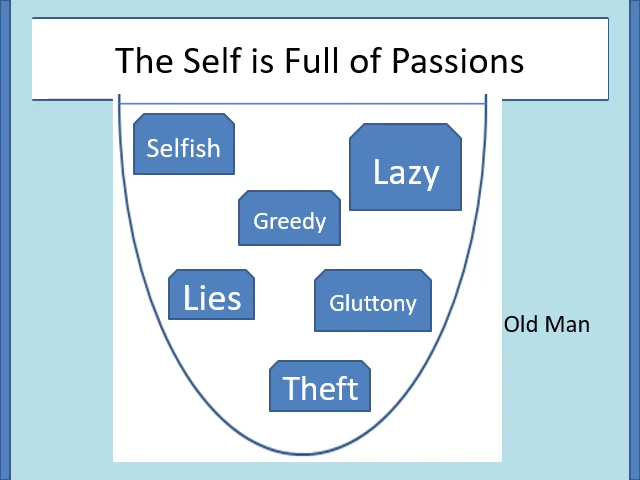 The Self is Full of Passions
Selfish
Lazy
Greedy
Lies
Gluttony
Old Man
Theft